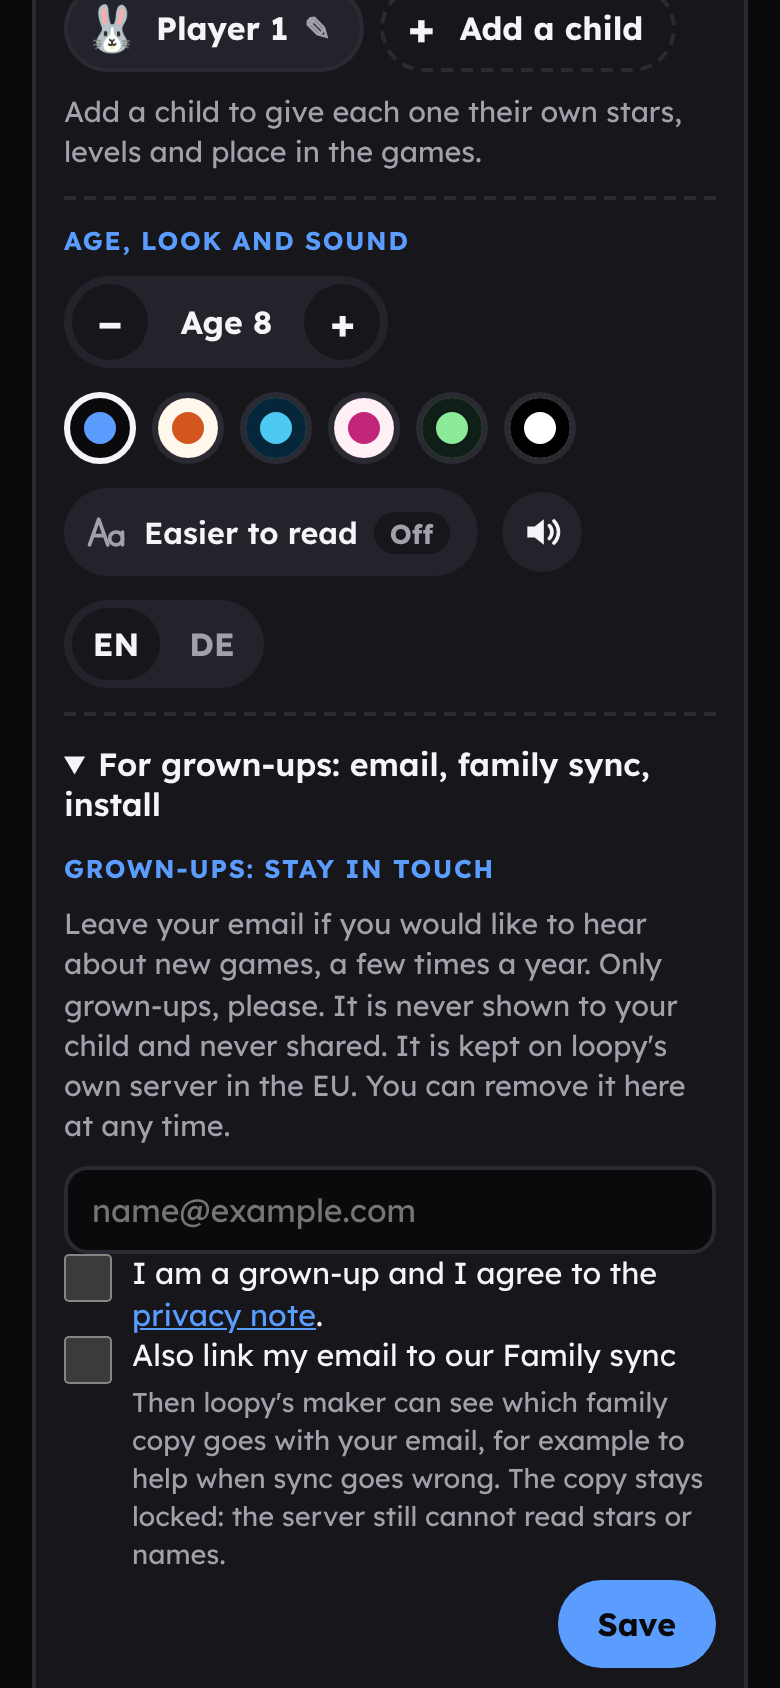 Player 1 ✎
+ Add a child
Add a child to give each one their own stars,
levels and place in the games.
AGE, LOOK AND SOUND
− Age 8 +
Aa Easier to read Off
EN DE
▼ For grown-ups: email, family sync,
install
GROWN-UPS: STAY IN TOUCH
Leave your email if you would like to hear
about new games, a few times a year. Only
grown-ups, please. It is never shown to your
child and never shared. It is kept on loopy's
own server in the EU. You can remove it here
at any time.
name@example.com
I am a grown-up and I agree to the
privacy note.
Also link my email to our Family sync
Then loopy's maker can see which family
copy goes with your email, for example to
help when sync goes wrong. The copy stays
locked: the server still cannot read stars or
names.
Save